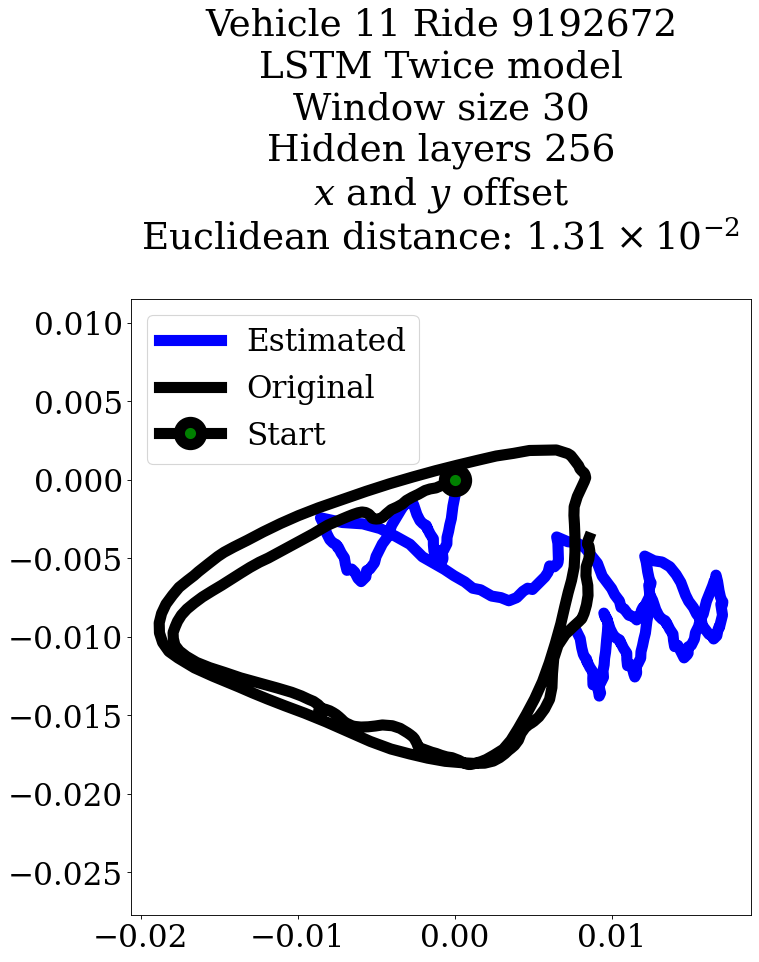 Vehicle 11 Ride 9192672
LSTM Twice model
Window size 30
Hidden layers 256
x and y offset
Euclidean distance: 1.31 × 10⁻²
Estimated
Original
Start
0.010
0.005
0.000
−0.005
−0.010
−0.015
−0.020
−0.025
−0.02 −0.01 0.00 0.01